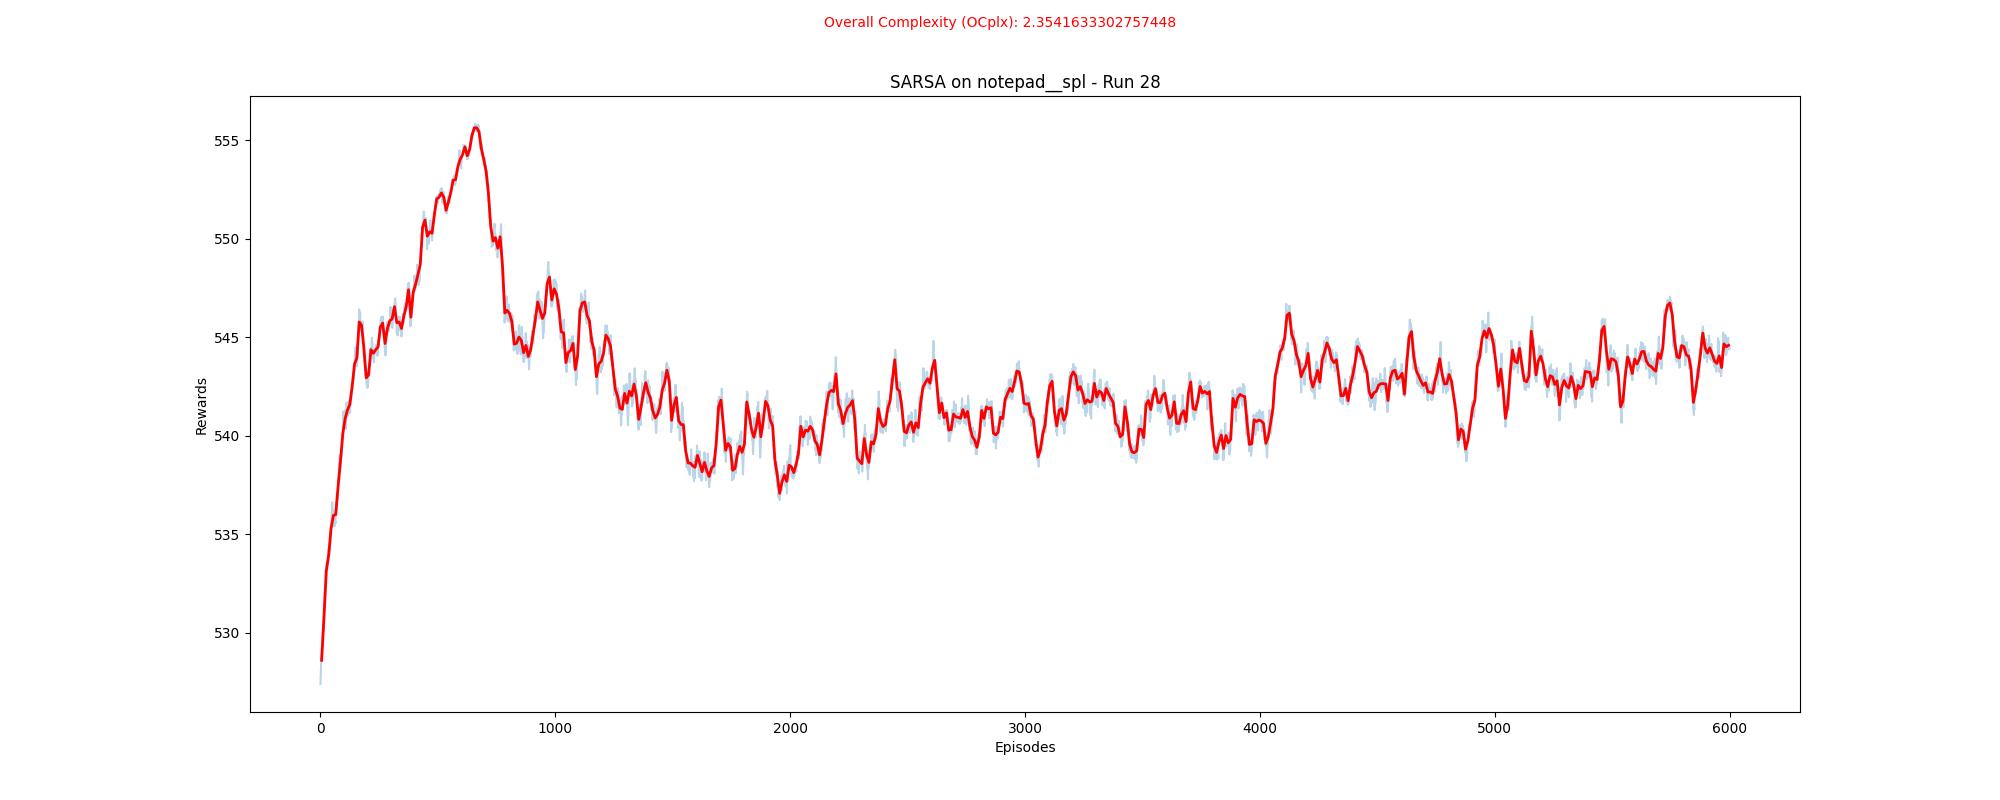 Overall Complexity (OCplx): 2.3541633302757448
SARSA on notepad__spl - Run 28
555
550
545
540
535
530
Rewards
0 1000 2000 3000 4000 5000 6000
Episodes